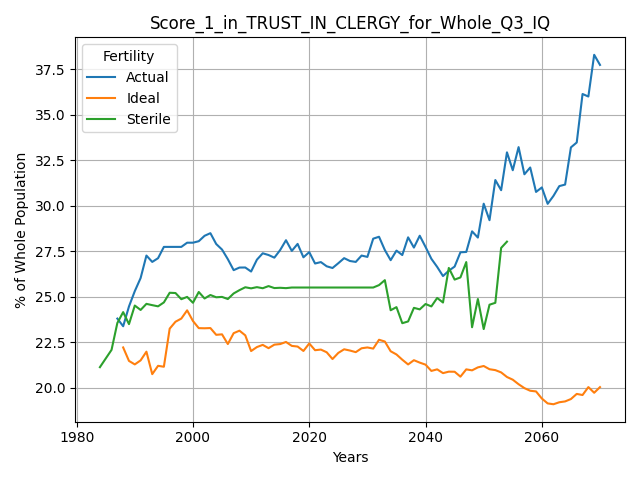 Score_1_in_TRUST_IN_CLERGY_for_Whole_Q3_IQ
Fertility
Actual
Ideal
Sterile
% of Whole Population
37.5
35.0
32.5
30.0
27.5
25.0
22.5
20.0
1980
2000
2020
2040
2060
Years